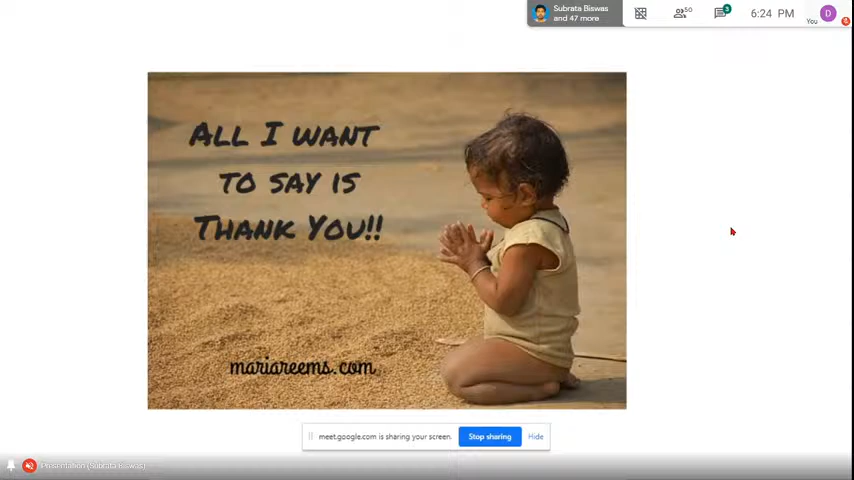 Subrata Biswas
and 47 more
50
3
6:24 PM
You
D
ALL I WANT
TO SAY IS
THANK YOU!!
mariareems.com
meet.google.com is sharing your screen.
Stop sharing
Hide
Presentation (Subrata Biswas)